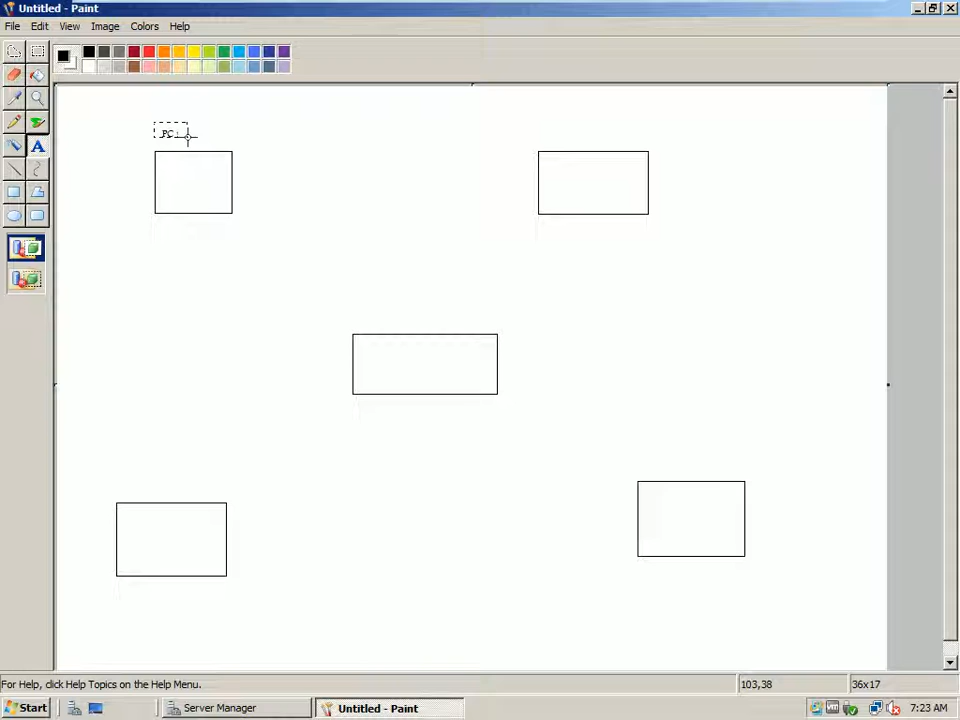 Untitled - Paint
File Edit View Image Colors Help
PC
For Help, click Help Topics on the Help Menu.
103,38
36x17
Start
Server Manager
Untitled - Paint
7:23 AM